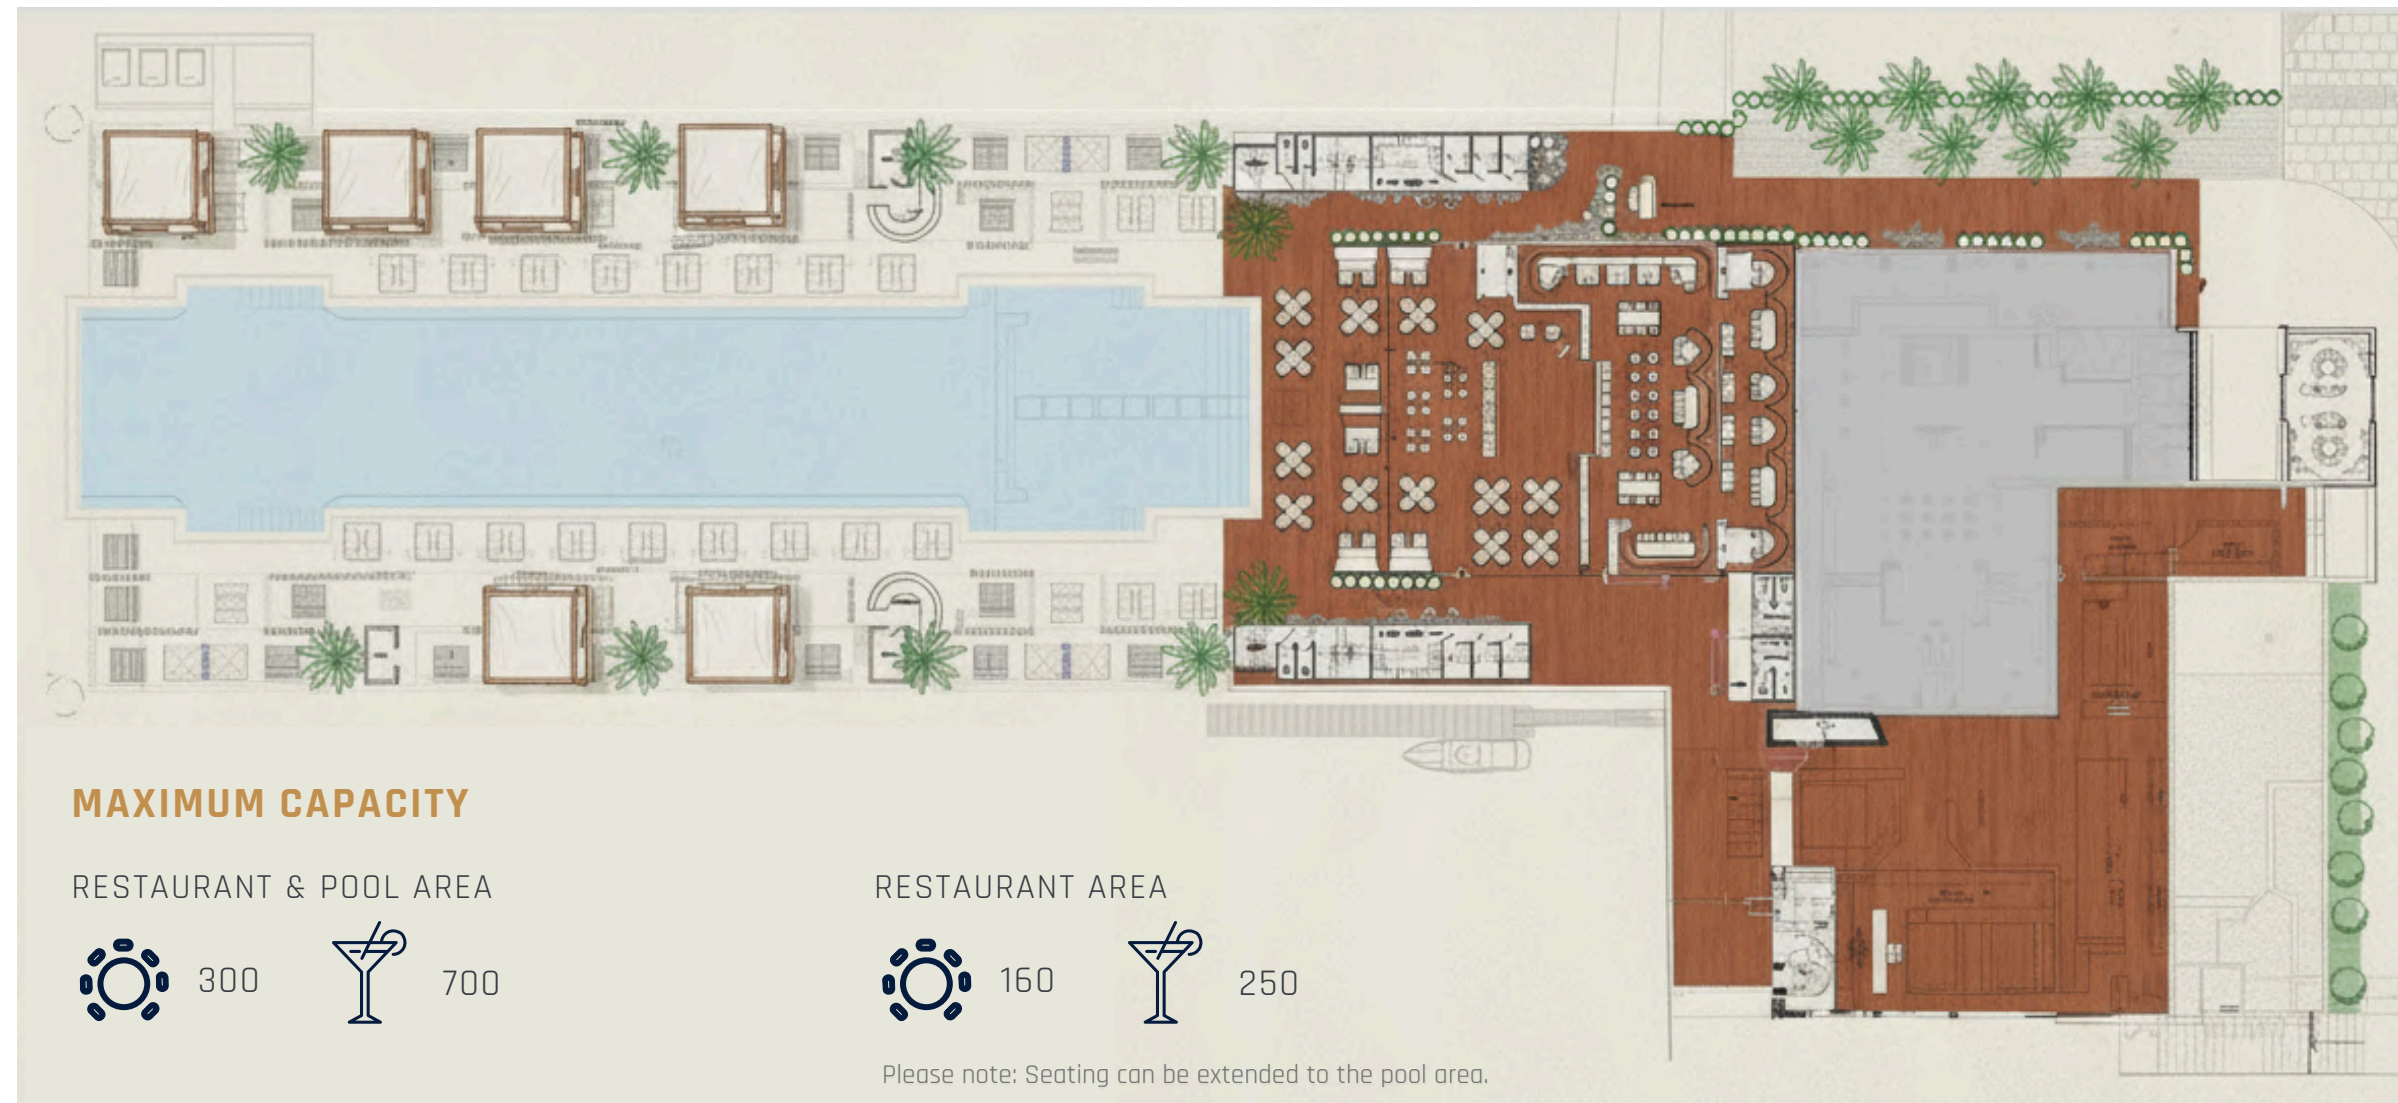 MAXIMUM CAPACITY
RESTAURANT & POOL AREA
300
700
RESTAURANT AREA
160
250
Please note: Seating can be extended to the pool area.